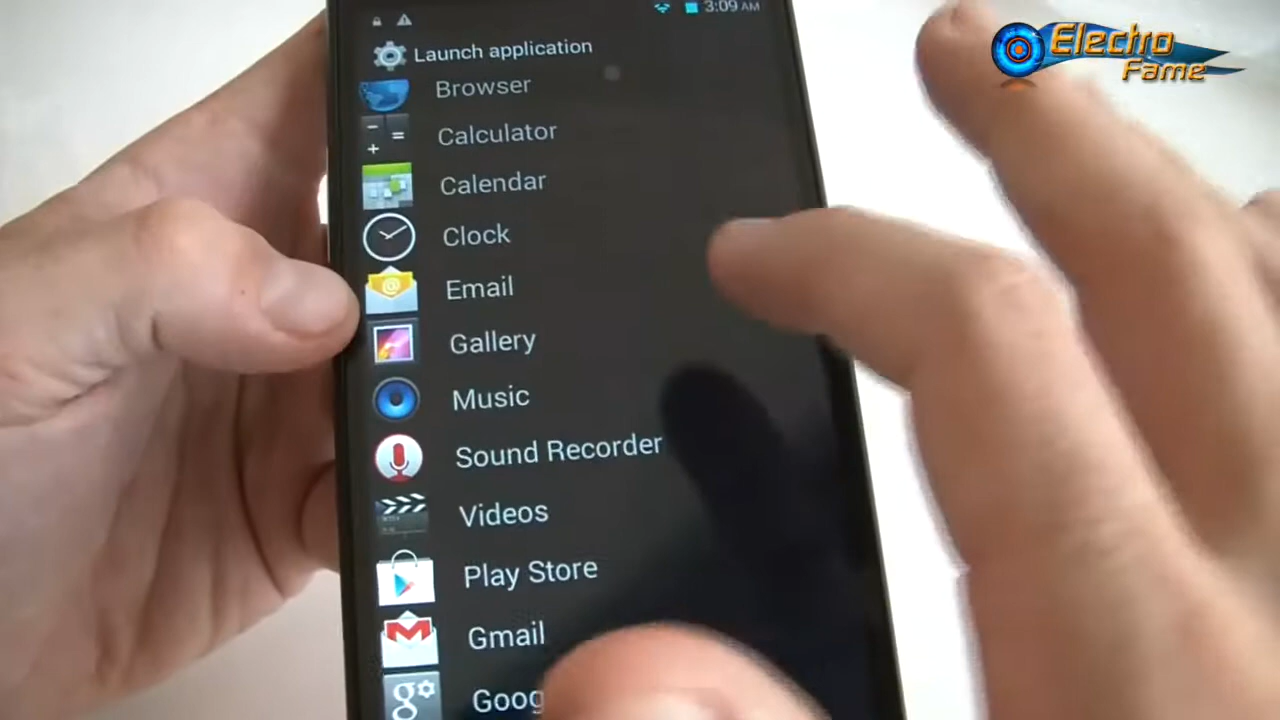 3:09 AM
Electro
Fame
Launch application
Browser
Calculator
Calendar
Clock
Email
Gallery
Music
Sound Recorder
Videos
Play Store
Gmail
Goog